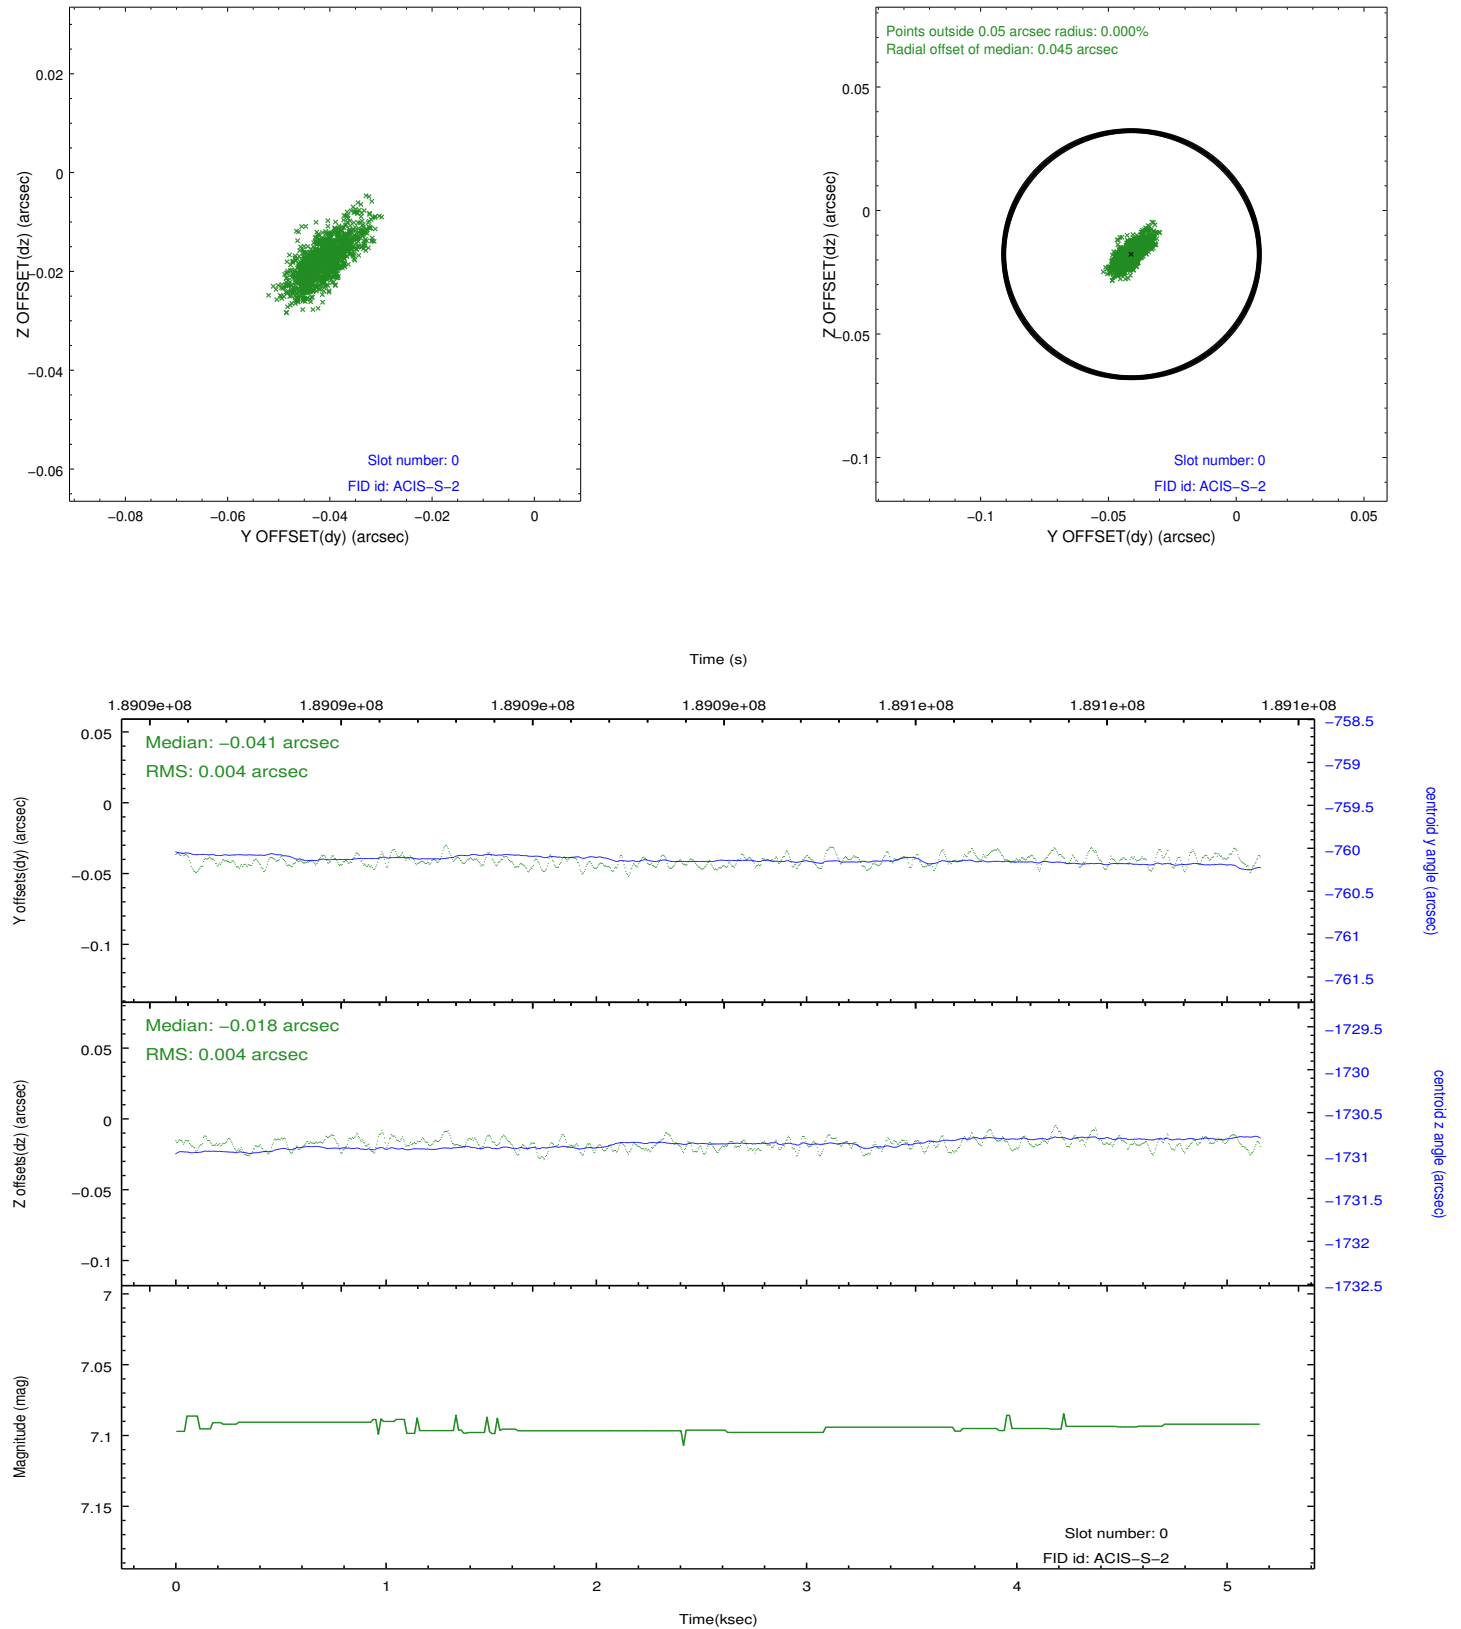 0.02
0
−0.02
−0.04
−0.06
Z OFFSET(dz) (arcsec)
Slot number: 0
FID id: ACIS−S−2
−0.08
−0.06
−0.04
−0.02
0
Y OFFSET(dy) (arcsec)
Points outside 0.05 arcsec radius: 0.000%
Radial offset of median: 0.045 arcsec
0.05
0
−0.05
−0.1
Z OFFSET(dz) (arcsec)
Slot number: 0
FID id: ACIS−S−2
−0.1
−0.05
0
0.05
Y OFFSET(dy) (arcsec)
Time (s)
1.8909e+08
1.8909e+08
1.8909e+08
1.8909e+08
1.891e+08
1.891e+08
1.891e+08
Median: −0.041 arcsec
RMS: 0.004 arcsec
0.05
0
−0.05
−0.1
Y offsets(dy) (arcsec)
−758.5
−759
−759.5
−760
−760.5
−761
−761.5
centroid y angle (arcsec)
Median: −0.018 arcsec
RMS: 0.004 arcsec
0.05
0
−0.05
−0.1
Z offsets(dz) (arcsec)
−1729.5
−1730
−1730.5
−1731
−1731.5
−1732
−1732.5
centroid z angle (arcsec)
7
7.05
7.1
7.15
Magnitude (mag)
Slot number: 0
FID id: ACIS−S−2
0
1
2
3
4
5
Time(ksec)